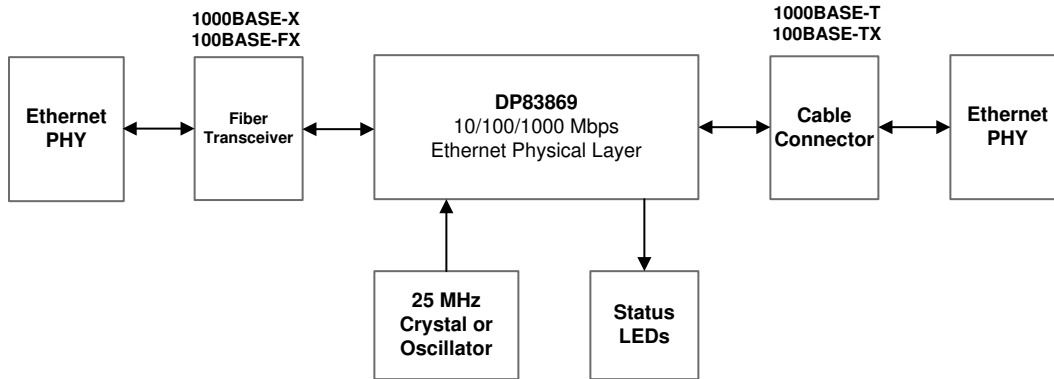 1000BASE-X
100BASE-FX
1000BASE-T
100BASE-TX
Ethernet
PHY
Fiber
Transceiver
DP83869
10/100/1000 Mbps
Ethernet Physical Layer
Cable
Connector
Ethernet
PHY
25 MHz
Crystal or
Oscillator
Status
LEDs